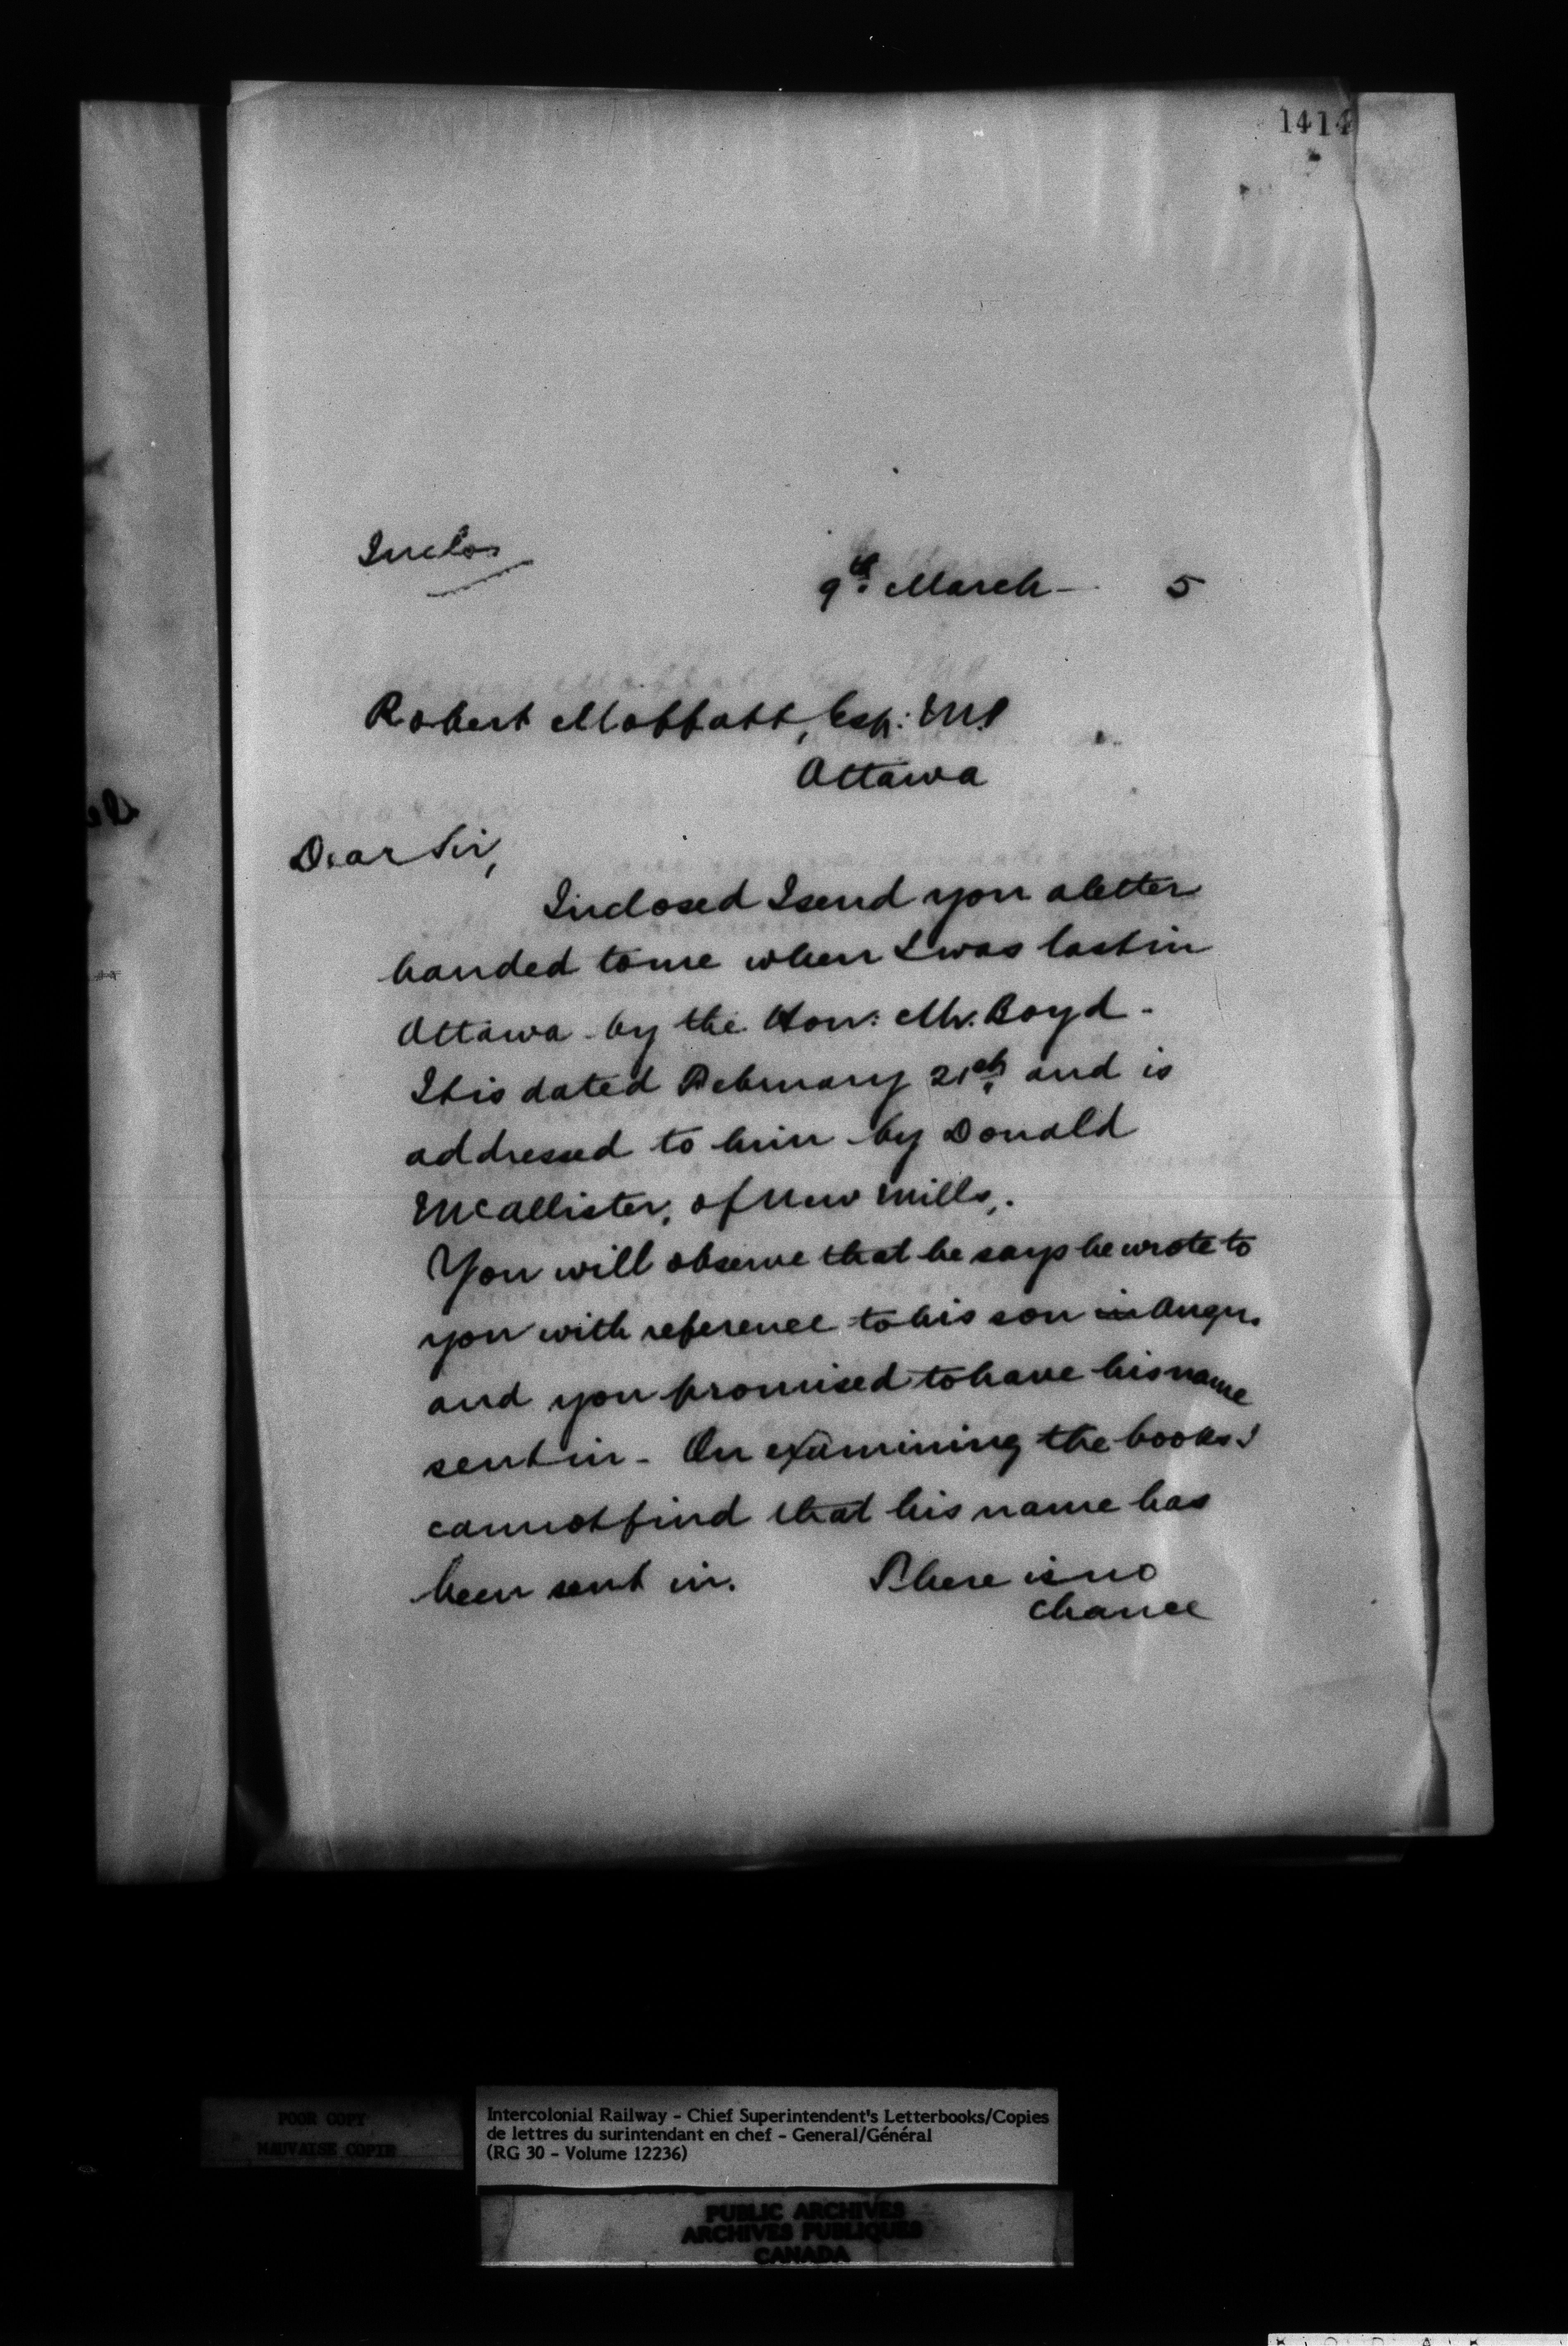 1414
Inclos
9th March - 5
Robert Moffatt, Esq: M.P
Ottawa
Dear Sir,
Inclosed I send you a letter
handed to me when I was last in
Ottawa - by the Hon: Mr. Boyd -
It is dated February 21st and is
addressed to him by Donald
McAllister, of New Mills,.
You will observe that he says he wrote to
you with reference to his son in Angus
and you promised to have his name
sent in - On examining the books I
cannot find that his name has
been sent in. There is no
chance
POOR COPY
MAUVAISE COPIE
Intercolonial Railway - Chief Superintendent's Letterbooks/Copies
de lettres du surintendant en chef - General/Général
(RG 30 - Volume 12236)
PUBLIC ARCHIVES
ARCHIVES PUBLIQUES
CANADA